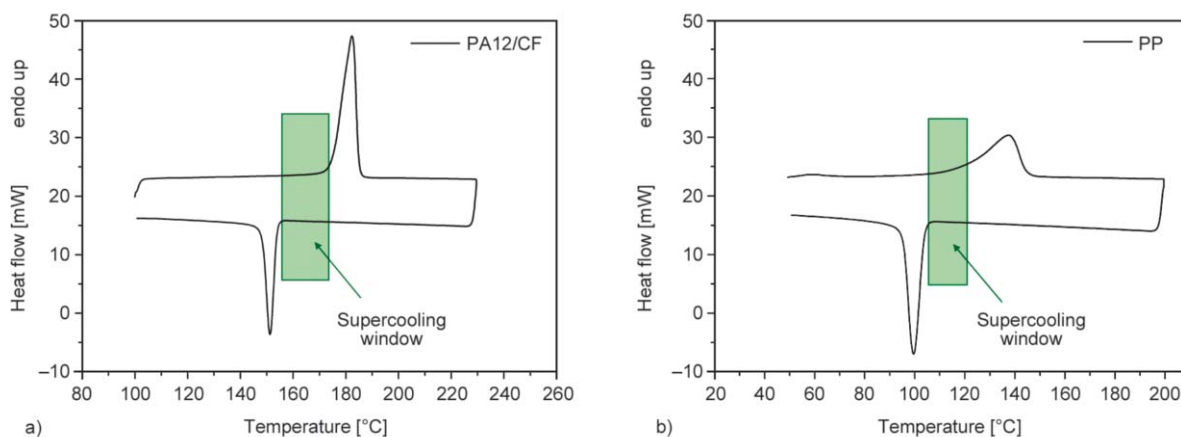 50
40
30
20
10
0
–10
Heat flow [mW]
endo up
PA12/CF
Supercooling
window
80
100
120
140
160
180
200
220
240
260
a)
Temperature [°C]
50
40
30
20
10
0
–10
Heat flow [mW]
endo up
PP
Supercooling
window
20
40
60
80
100
120
140
160
180
200
b)
Temperature [°C]